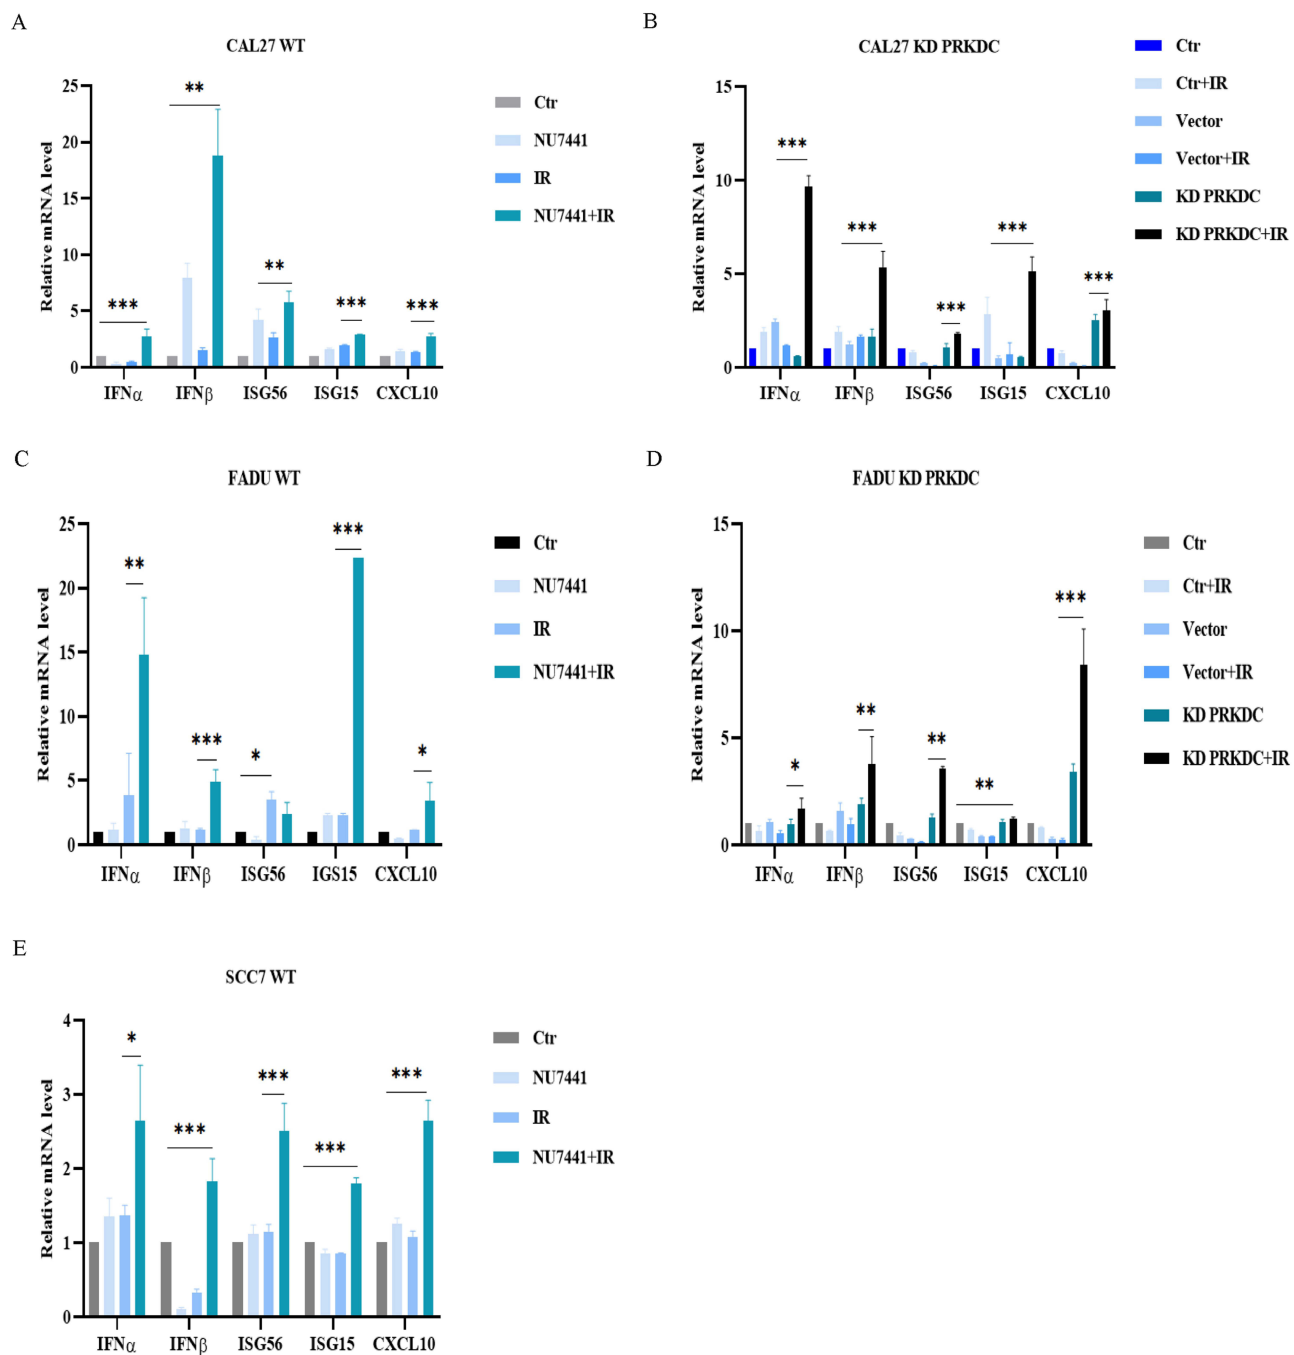 A
CAL27 WT
Relative mRNA level
25
20
15
10
5
0
**
***
**
***
***
IFNα IFNβ ISG56 ISG15 CXCL10
Ctr
NU7441
IR
NU7441+IR
B
CAL27 KD PRKDC
Relative mRNA level
15
10
5
0
***
***
***
***
***
IFNα IFNβ ISG56 ISG15 CXCL10
Ctr
Ctr+IR
Vector
Vector+IR
KD PRKDC
KD PRKDC+IR
C
FADU WT
Relative mRNA level
25
20
15
10
5
0
**
***
*
***
*
IFNα IFNβ ISG56 IGS15 CXCL10
Ctr
NU7441
IR
NU7441+IR
D
FADU KD PRKDC
Relative mRNA level
15
10
5
0
*
**
**
**
***
IFNα IFNβ ISG56 ISG15 CXCL10
Ctr
Ctr+IR
Vector
Vector+IR
KD PRKDC
KD PRKDC+IR
E
SCC7 WT
Relative mRNA level
4
3
2
1
0
*
***
***
***
***
IFNα IFNβ ISG56 ISG15 CXCL10
Ctr
NU7441
IR
NU7441+IR